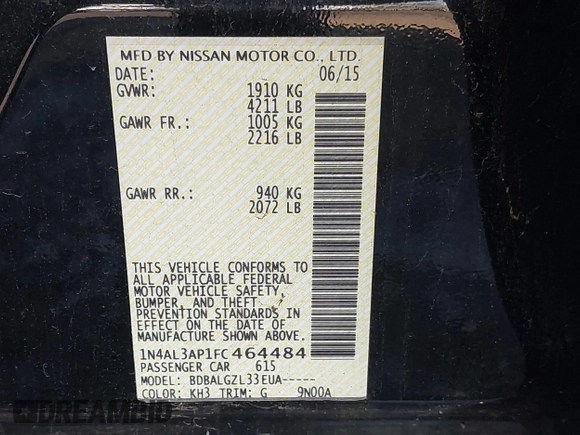 MFD BY NISSAN MOTOR CO., LTD.
DATE: 06/15
GVWR: 1910 KG
4211 LB
GAWR FR.: 1005 KG
2216 LB
GAWR RR.: 940 KG
2072 LB
THIS VEHICLE CONFORMS TO
ALL APPLICABLE FEDERAL
MOTOR VEHICLE SAFETY,
BUMPER, AND THEFT
PREVENTION STANDARDS IN
EFFECT ON THE DATE OF
MANUFACTURE SHOWN ABOVE.
1N4AL3AP1FC464484
PASSENGER CAR 615
MODEL: BDBALGZL33EUA-----
COLOR: KH3 TRIM: G 9N00A
autobidhistory